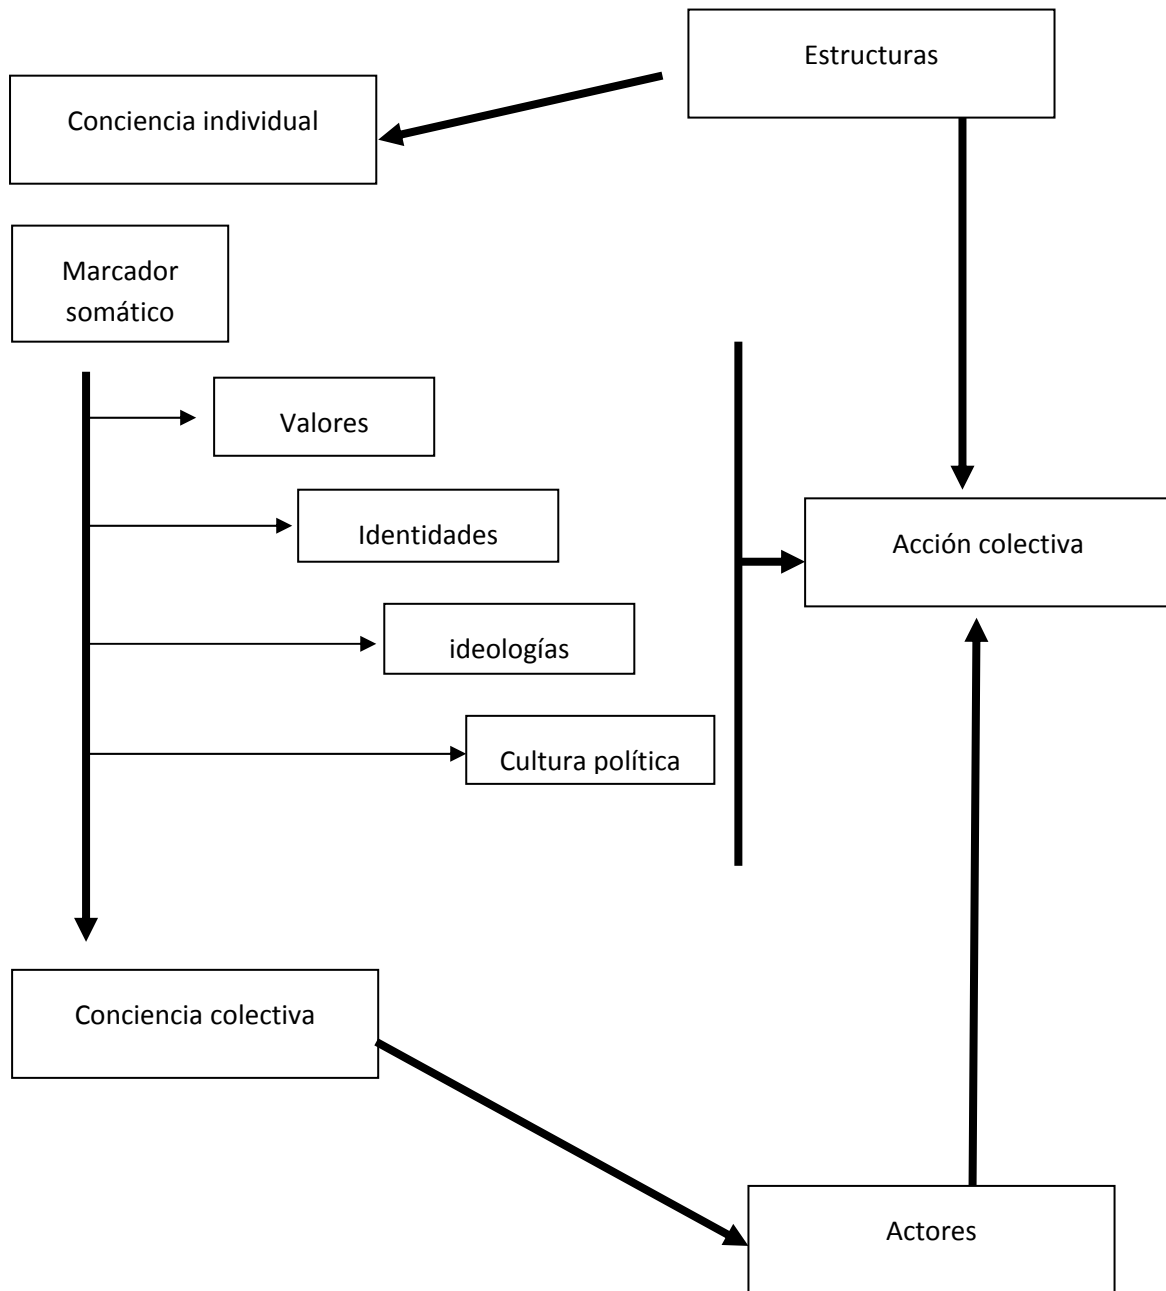 Estructuras
Conciencia individual
Marcador
somático
Valores
Identidades
Acción colectiva
ideologías
Cultura política
Conciencia colectiva
Actores